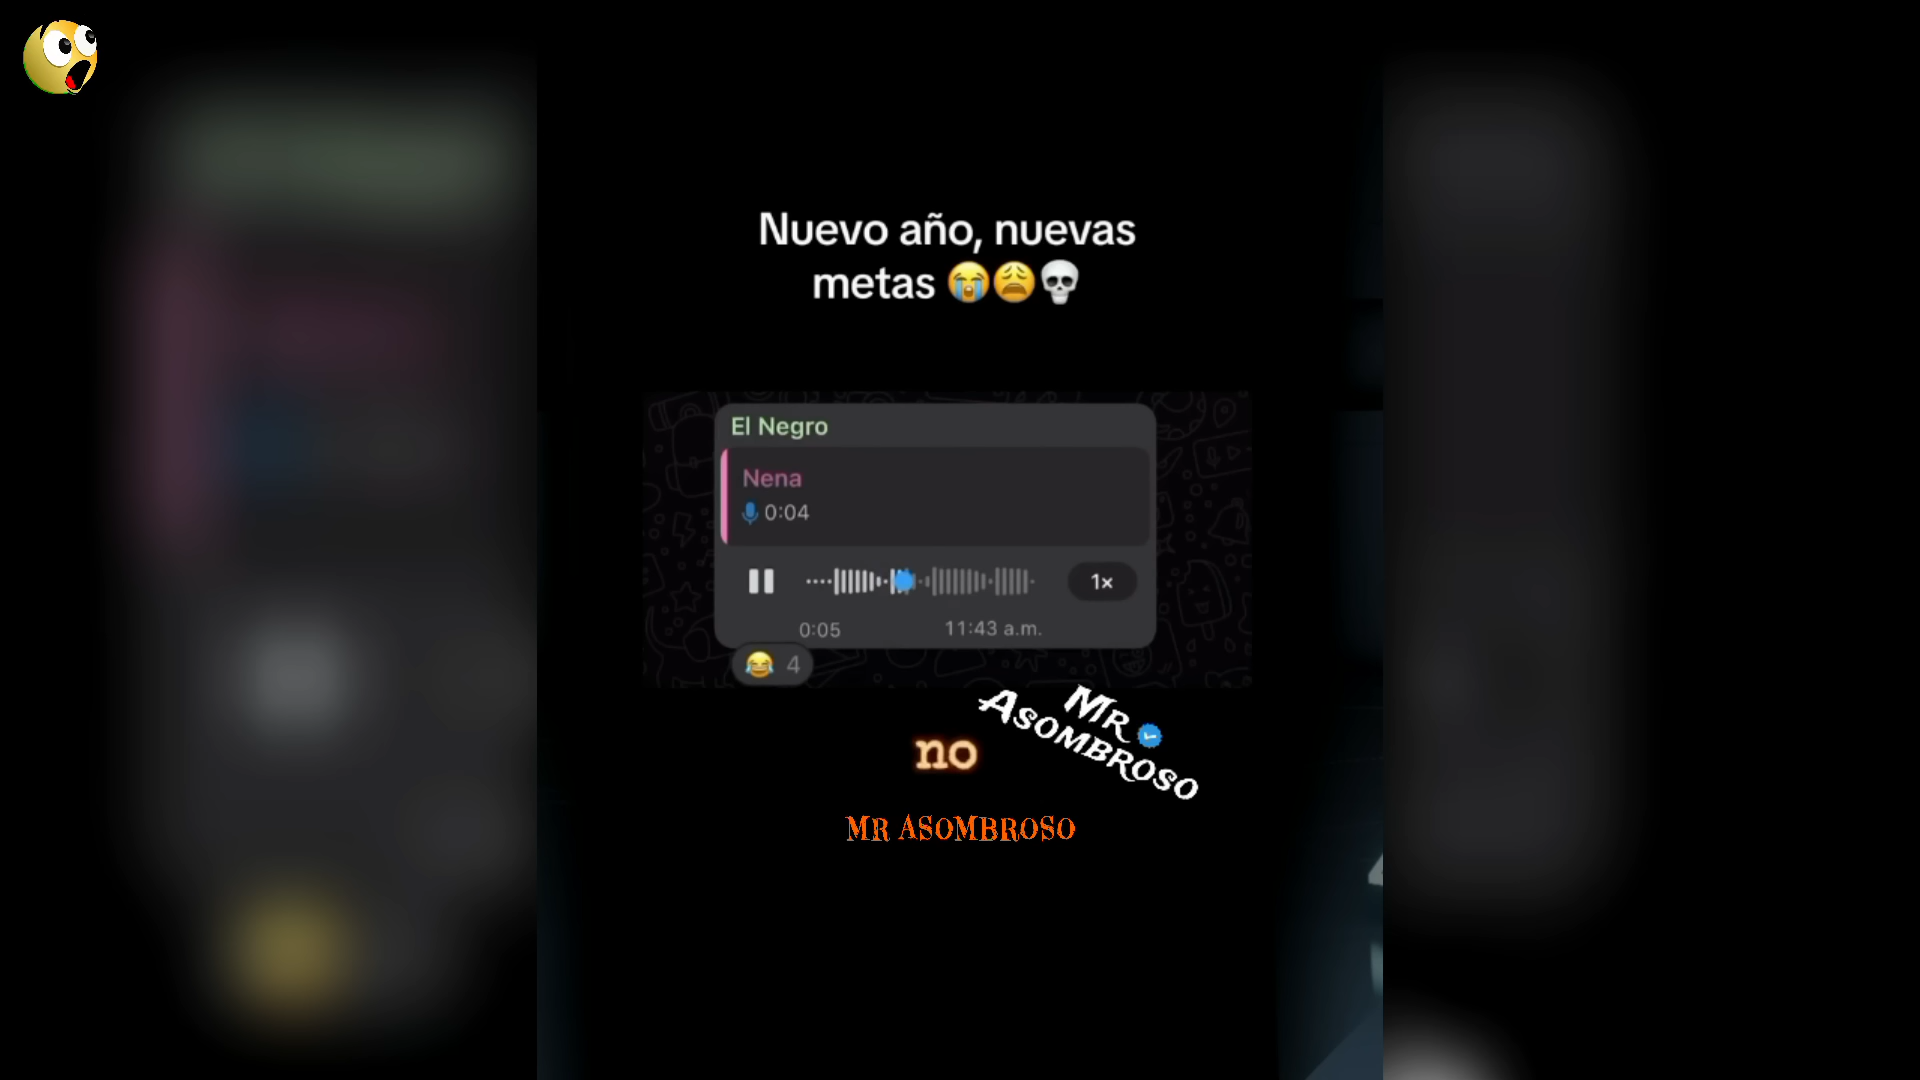 Nuevo año, nuevas
metas 😭😩💀
El Negro
Nena
0:04
1×
0:05
11:43 a.m.
😂 4
MR
ASOMBROSO
no
MR ASOMBROSO